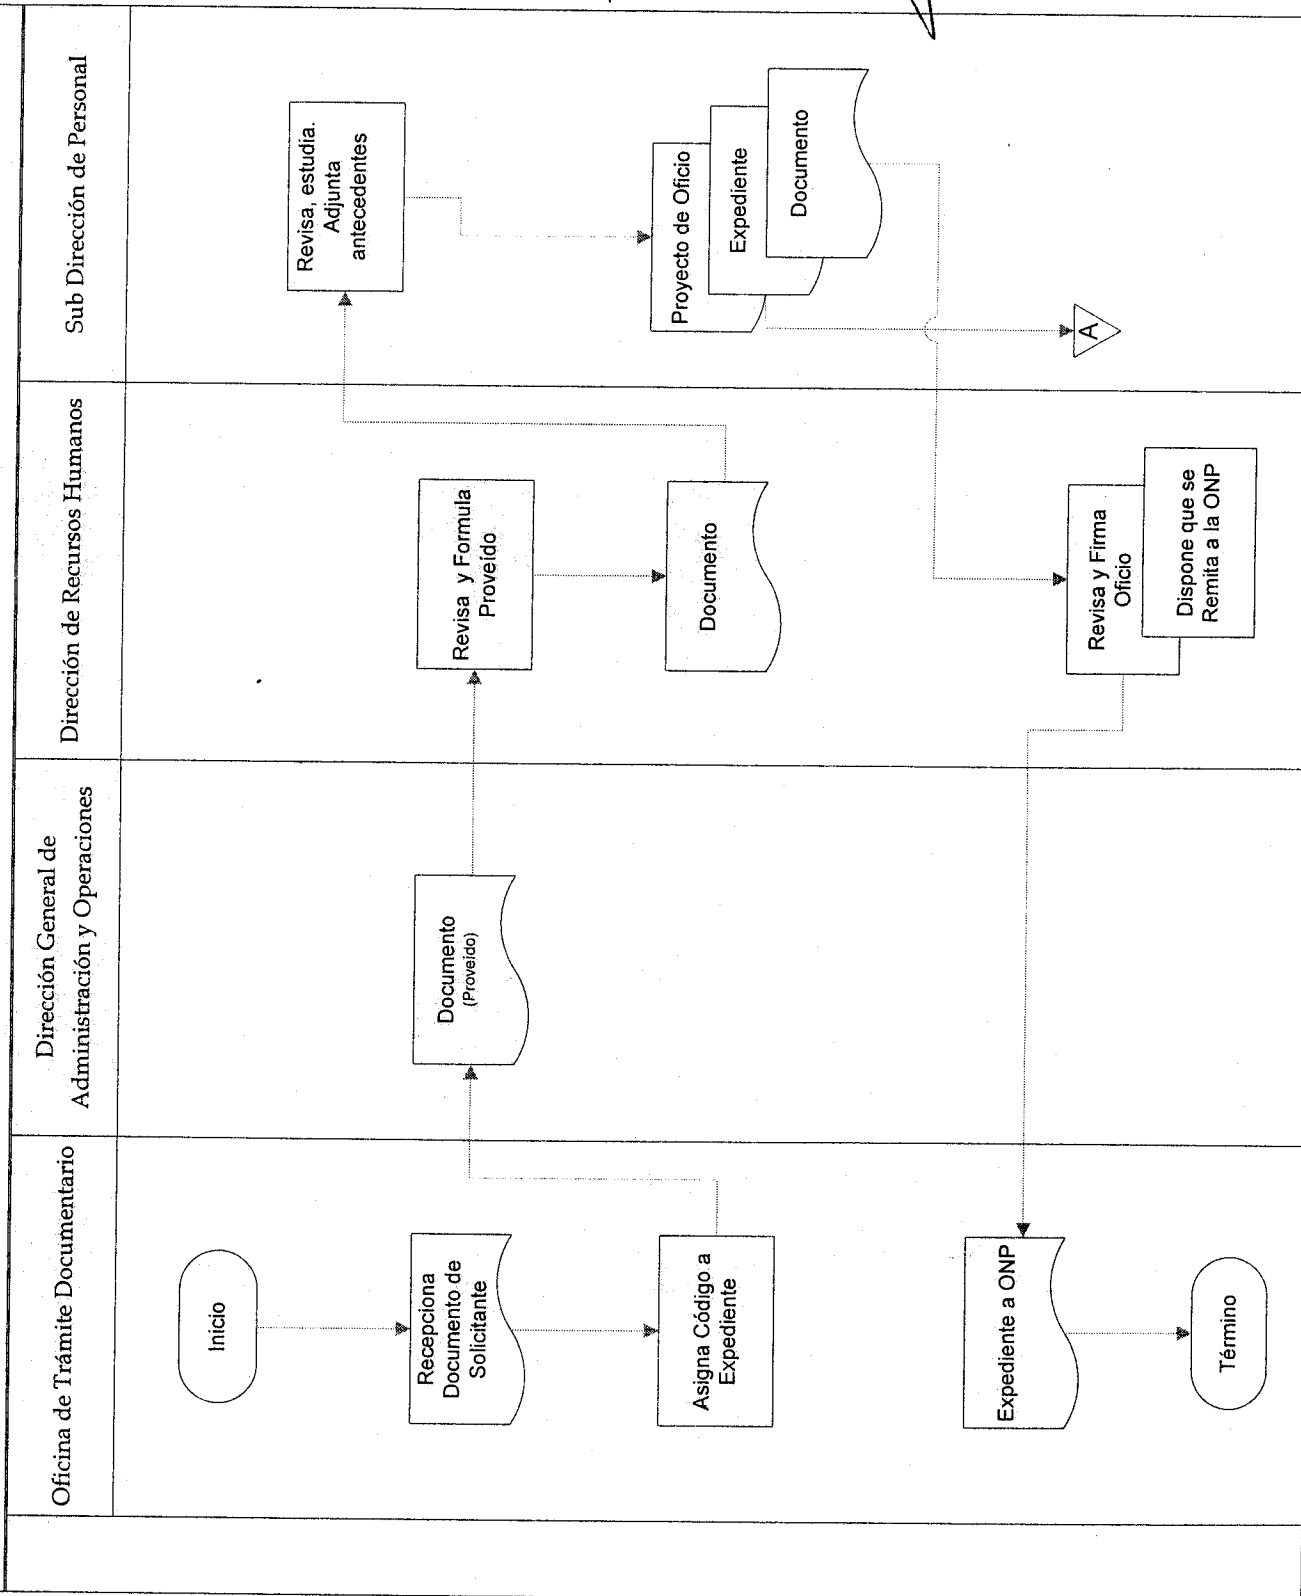 Oficina de Trámite Documentario
Dirección General de
Administración y Operaciones
Dirección de Recursos Humanos
Sub Dirección de Personal
Inicio
Recepciona
Documento de
Solicitante
Asigna Código a
Expediente
Documento
(Proveído)
Revisa y Formula
Proveído
Documento
Revisa, estudia.
Adjunta
antecedentes
Proyecto de Oficio
Expediente
Documento
A
Revisa y Firma
Oficio
Dispone que se
Remita a la ONP
Expediente a ONP
Término